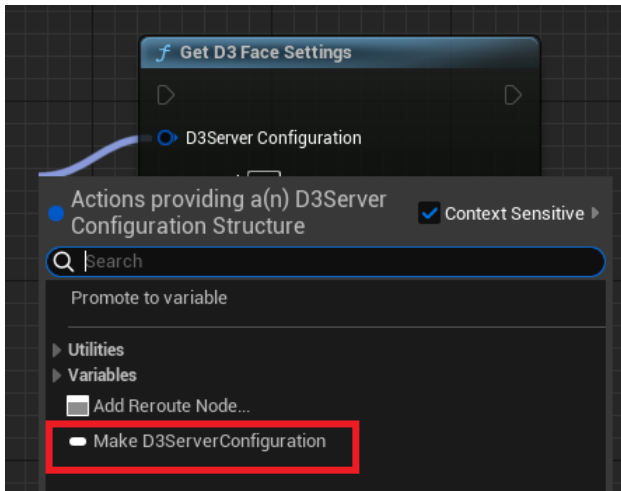 Get D3 Face Settings
D3Server Configuration
Actions providing a(n) D3Server
Configuration Structure
Context Sensitive
Search
Promote to variable
Utilities
Variables
Add Reroute Node...
Make D3ServerConfiguration